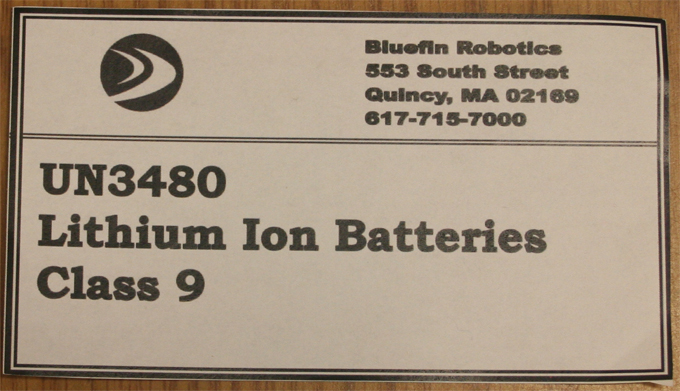 Bluefin Robotics
553 South Street
Quincy, MA 02169
617-715-7000
UN3480
Lithium Ion Batteries
Class 9